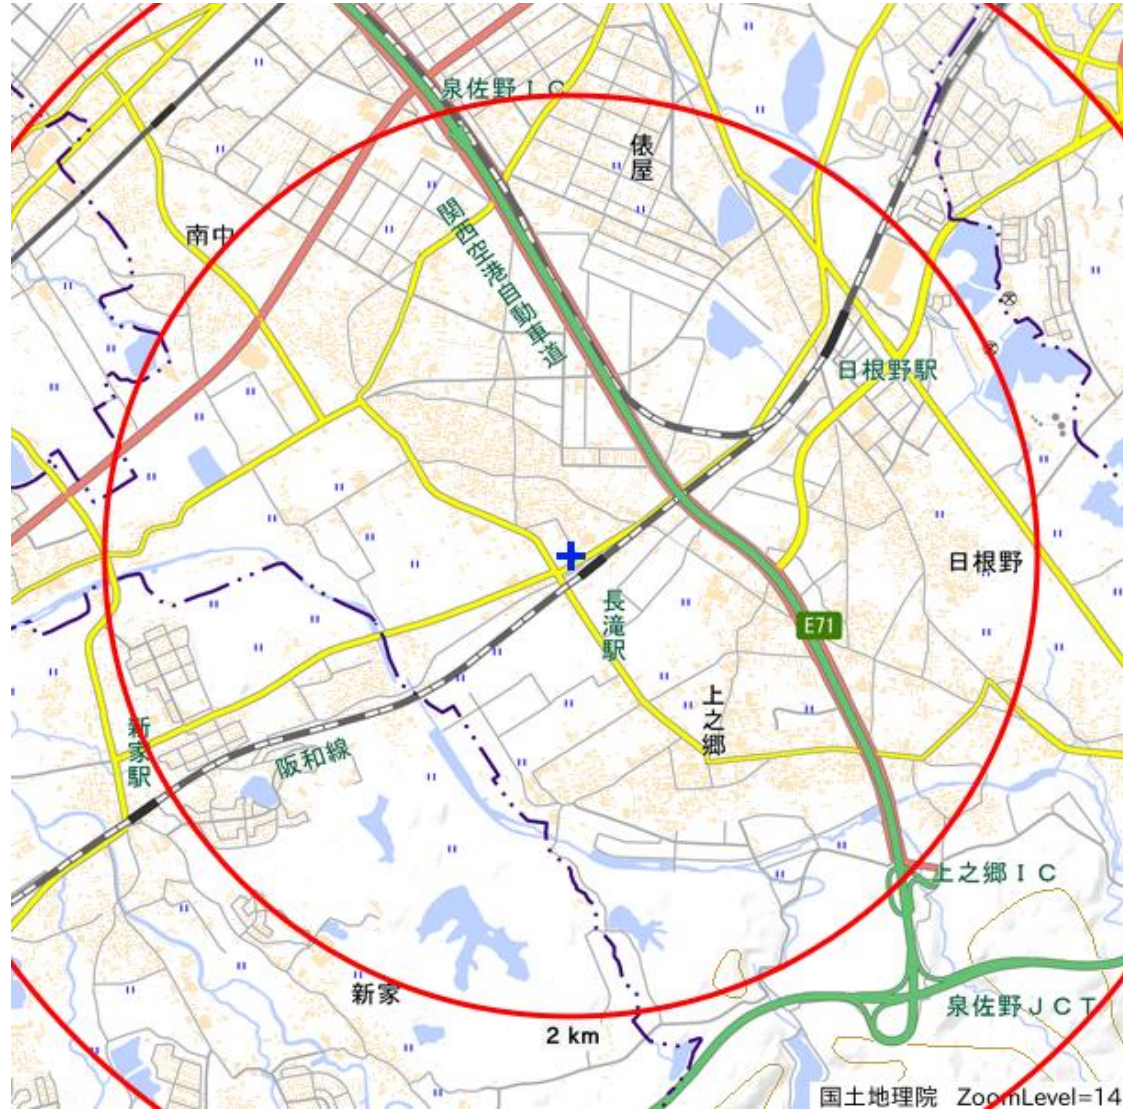 泉佐野IC
俵屋
南中
関西空港自動車道
日根野駅
日根野
長滝駅
E71
上之郷
新家駅
阪和線
上之郷IC
新家
泉佐野JCT
2 km
国土地理院 ZoomLevel=14